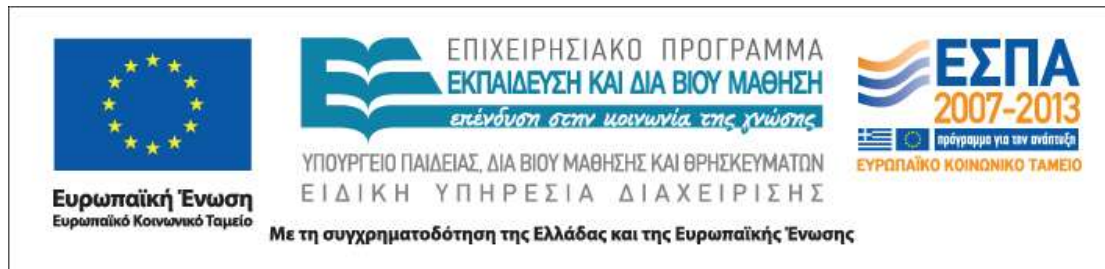 Ευρωπαϊκή Ένωση
Ευρωπαϊκό Κοινωνικό Ταμείο
ΕΠΙΧΕΙΡΗΣΙΑΚΟ ΠΡΟΓΡΑΜΜΑ
ΕΚΠΑΙΔΕΥΣΗ ΚΑΙ ΔΙΑ ΒΙΟΥ ΜΑΘΗΣΗ
επένδυση στην κοινωνία της γνώσης
ΥΠΟΥΡΓΕΙΟ ΠΑΙΔΕΙΑΣ, ΔΙΑ ΒΙΟΥ ΜΑΘΗΣΗΣ ΚΑΙ ΘΡΗΣΚΕΥΜΑΤΩΝ
ΕΙΔΙΚΗ ΥΠΗΡΕΣΙΑ ΔΙΑΧΕΙΡΙΣΗΣ
Με τη συγχρηματοδότηση της Ελλάδας και της Ευρωπαϊκής Ένωσης
ΕΣΠΑ
2007-2013
πρόγραμμα για την ανάπτυξη
ΕΥΡΩΠΑΪΚΟ ΚΟΙΝΩΝΙΚΟ ΤΑΜΕΙΟ